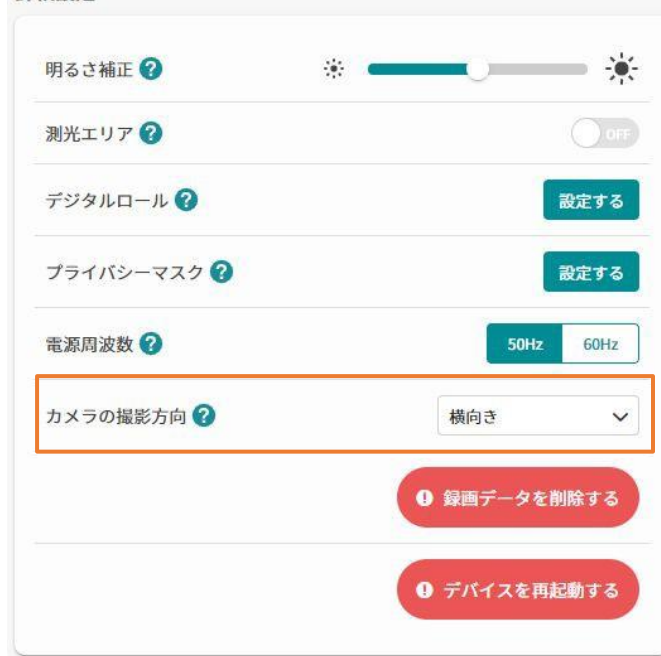 明るさ補正 ?
測光エリア ? OFF
デジタルロール ? 設定する
プライバシーマスク ? 設定する
電源周波数 ? 50Hz 60Hz
カメラの撮影方向 ? 横向き
! 録画データを削除する
! デバイスを再起動する